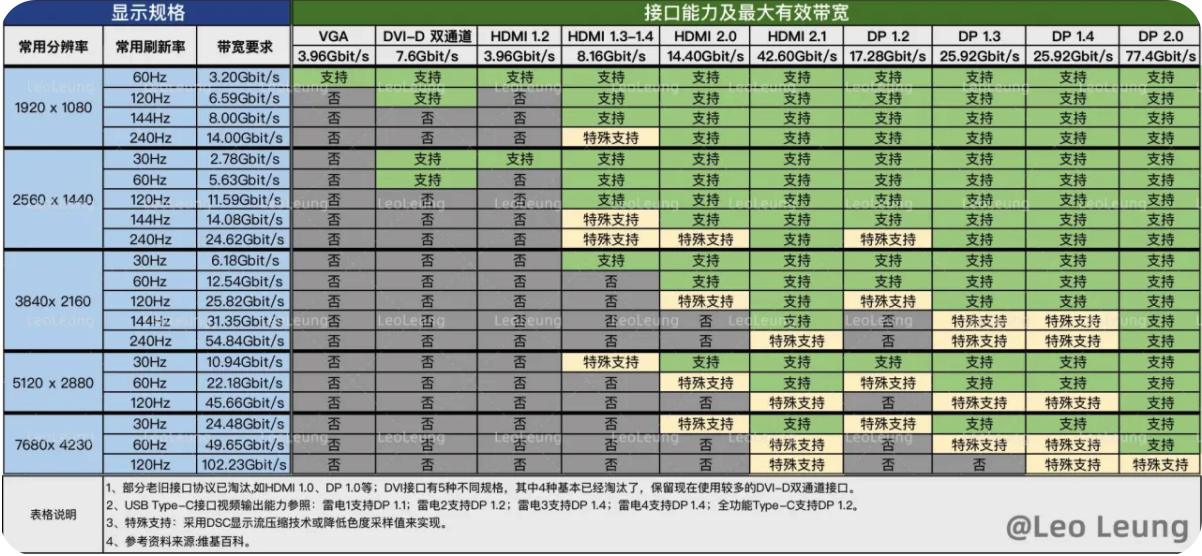 显示规格 接口能力及最大有效带宽
常用分辨率 常用刷新率 带宽要求 VGA DVI-D 双通道 HDMI 1.2 HDMI 1.3-1.4 HDMI 2.0 HDMI 2.1 DP 1.2 DP 1.3 DP 1.4 DP 2.0
3.96Gbit/s 7.6Gbit/s 3.96Gbit/s 8.16Gbit/s 14.40Gbit/s 42.60Gbit/s 17.28Gbit/s 25.92Gbit/s 25.92Gbit/s 77.4Gbit/s
1920 x 1080
60Hz 3.20Gbit/s 支持 支持 支持 支持 支持 支持 支持 支持 支持 支持
120Hz 6.59Gbit/s 否 支持 否 支持 支持 支持 支持 支持 支持 支持
144Hz 8.00Gbit/s 否 否 否 支持 支持 支持 支持 支持 支持 支持
240Hz 14.00Gbit/s 否 否 否 特殊支持 支持 支持 支持 支持 支持 支持
2560 x 1440
30Hz 2.78Gbit/s 否 支持 支持 支持 支持 支持 支持 支持 支持 支持
60Hz 5.63Gbit/s 否 支持 否 支持 支持 支持 支持 支持 支持 支持
120Hz 11.59Gbit/s 否 否 否 支持 支持 支持 支持 支持 支持 支持
144Hz 14.08Gbit/s 否 否 否 特殊支持 支持 支持 支持 支持 支持 支持
240Hz 24.62Gbit/s 否 否 否 特殊支持 特殊支持 支持 特殊支持 支持 支持 支持
3840x 2160
30Hz 6.18Gbit/s 否 否 否 支持 支持 支持 支持 支持 支持 支持
60Hz 12.54Gbit/s 否 否 否 否 支持 支持 支持 支持 支持 支持
120Hz 25.82Gbit/s 否 否 否 否 特殊支持 支持 特殊支持 支持 支持 支持
144Hz 31.35Gbit/s 否 否 否 否 否 支持 否 特殊支持 特殊支持 支持
240Hz 54.84Gbit/s 否 否 否 否 否 特殊支持 否 特殊支持 特殊支持 支持
5120 x 2880
30Hz 10.94Gbit/s 否 否 否 特殊支持 支持 支持 支持 支持 支持 支持
60Hz 22.18Gbit/s 否 否 否 否 特殊支持 支持 特殊支持 支持 支持 支持
120Hz 45.66Gbit/s 否 否 否 否 否 特殊支持 否 特殊支持 特殊支持 支持
7680x 4230
30Hz 24.48Gbit/s 否 否 否 否 特殊支持 支持 特殊支持 支持 支持 支持
60Hz 49.65Gbit/s 否 否 否 否 否 特殊支持 否 特殊支持 特殊支持 支持
120Hz 102.23Gbit/s 否 否 否 否 否 特殊支持 否 否 特殊支持 特殊支持
表格说明
1、部分老旧接口协议已淘汰,如HDMI 1.0、DP 1.0等；DVI接口有5种不同规格，其中4种基本已经淘汰了，保留现在使用较多的DVI-D双通道接口。
2、USB Type-C接口视频输出能力参照：雷电1支持DP 1.1；雷电2支持DP 1.2；雷电3支持DP 1.4；雷电4支持DP 1.4；全功能Type-C支持DP 1.2。
3、特殊支持：采用DSC显示流压缩技术或降低色度采样值来实现。
4、参考资料来源:维基百科。
@Leo Leung